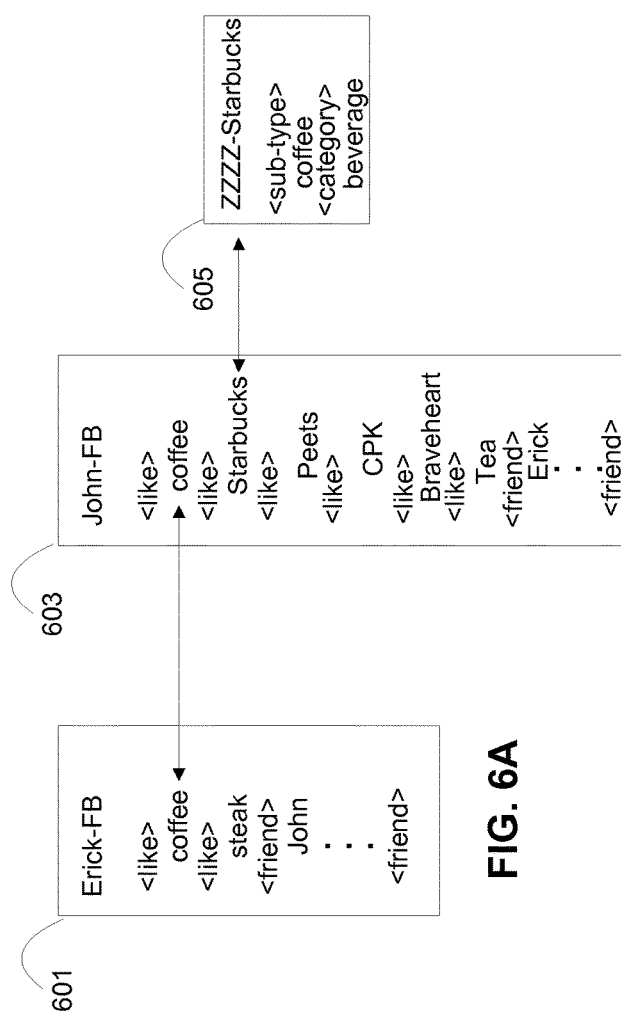 601
Erick-FB
<like>
coffee
<like>
steak
<friend>
John
. . .
<friend>
603
John-FB
<like>
coffee
<like>
Starbucks
<like>
Peets
<like>
CPK
<like>
Braveheart
<like>
Tea
<friend>
Erick
. . .
<friend>
605
ZZZZ-Starbucks
<sub-type>
coffee
<category>
beverage
FIG. 6A